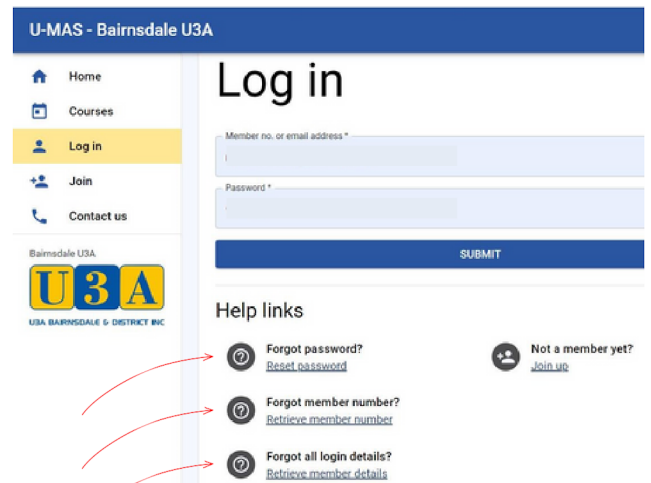 U-MAS - Bairnsdale U3A
Home
Courses
Log in
Join
Contact us
Bairnsdale U3A
U3A
U3A BAIRNSDALE & DISTRICT INC
Log in
Member no. or email address *
Password *
SUBMIT
Help links
Forgot password?
Reset password
Not a member yet?
Join up
Forgot member number?
Retrieve member number
Forgot all login details?
Retrieve member details